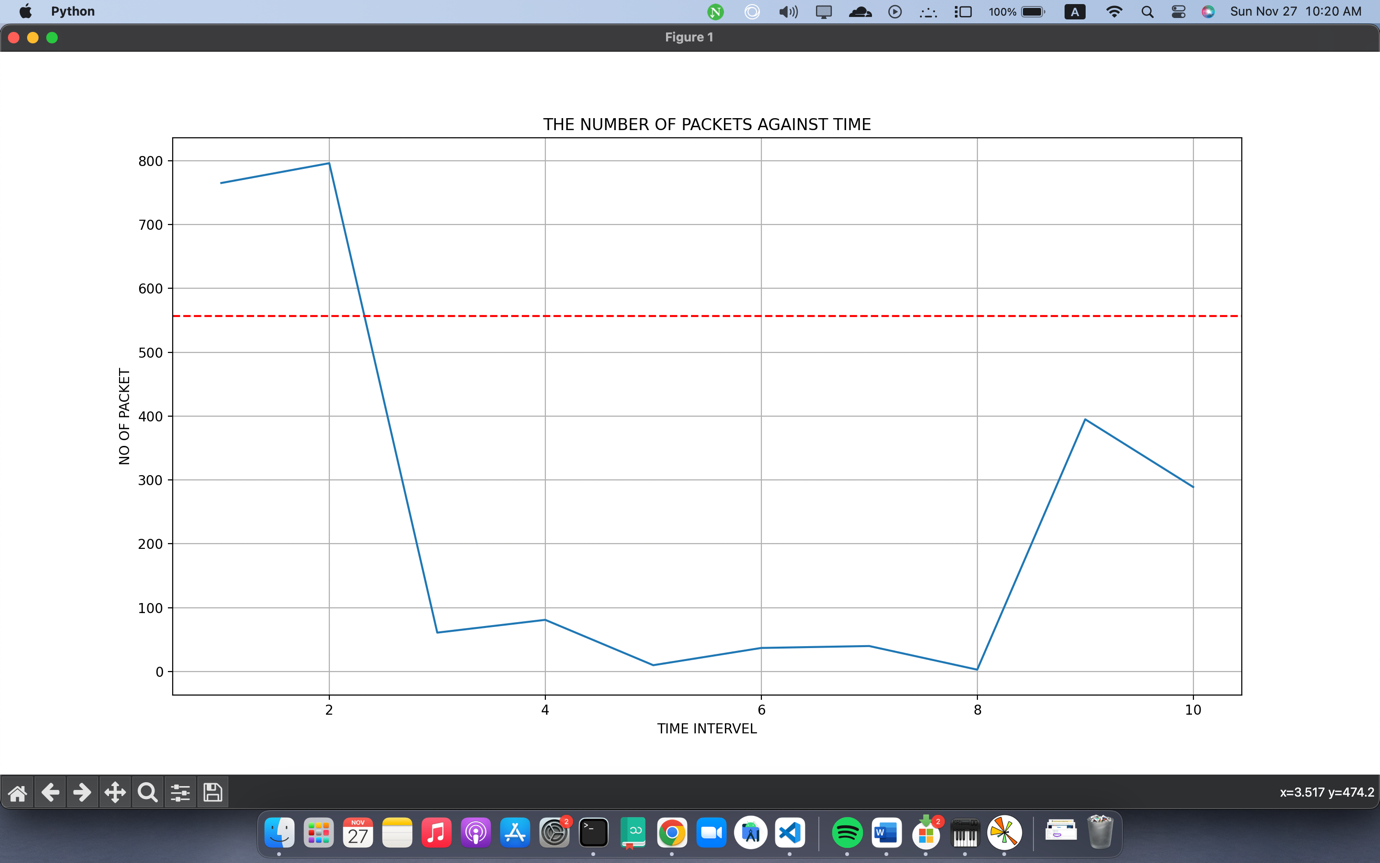 Python
N
100%
A
Sun Nov 27 10:20 AM
Figure 1
THE NUMBER OF PACKETS AGAINST TIME
800
700
600
500
400
300
200
100
0
NO OF PACKET
2 4 6 8 10
TIME INTERVEL
x=3.517 y=474.2
NOV
27
2
>_
zoom
W
2